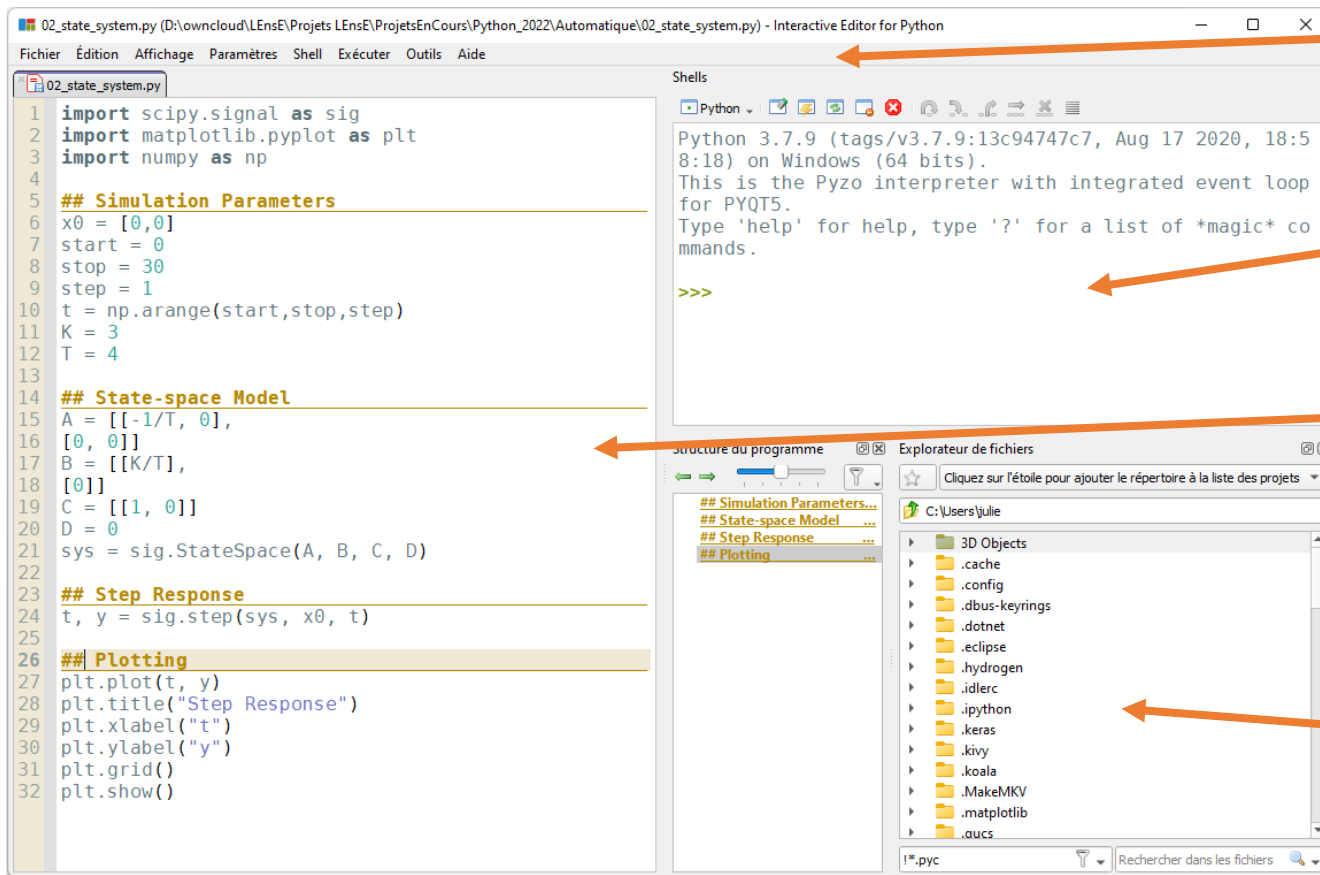 02_state_system.py (D:\owncloud\LEnsE\Projets LEnsE\ProjetsEnCours\Python_2022\Automatique\02_state_system.py) - Interactive Editor for Python
Fichier Édition Affichage Paramètres Shell Exécuter Outils Aide
02_state_system.py
1 import scipy.signal as sig
2 import matplotlib.pyplot as plt
3 import numpy as np
4
5 ## Simulation Parameters
6 x0 = [0,0]
7 start = 0
8 stop = 30
9 step = 1
10 t = np.arange(start,stop,step)
11 K = 3
12 T = 4
13
14 ## State-space Model
15 A = [[-1/T, 0],
16 [0, 0]]
17 B = [[K/T],
18 [0]]
19 C = [[1, 0]]
20 D = 0
21 sys = sig.StateSpace(A, B, C, D)
22
23 ## Step Response
24 t, y = sig.step(sys, x0, t)
25
26 ## Plotting
27 plt.plot(t, y)
28 plt.title("Step Response")
29 plt.xlabel("t")
30 plt.ylabel("y")
31 plt.grid()
32 plt.show()
Shells
Python
Python 3.7.9 (tags/v3.7.9:13c94747c7, Aug 17 2020, 18:5
8:18) on Windows (64 bits).
This is the Pyzo interpreter with integrated event loop
for PYQT5.
Type 'help' for help, type '?' for a list of *magic* co
mmands.
>>>
Structure du programme
## Simulation Parameters...
## State-space Model ...
## Step Response ...
## Plotting ...
Explorateur de fichiers
Cliquez sur l'étoile pour ajouter le répertoire à la liste des projets
C:\Users\julie
3D Objects
.cache
.config
.dbus-keyrings
.dotnet
.eclipse
.hydrogen
.idlerc
.ipython
.keras
.kivy
.koala
.MakeMKV
.matplotlib
.qucs
!*.pyc
Rechercher dans les fichiers